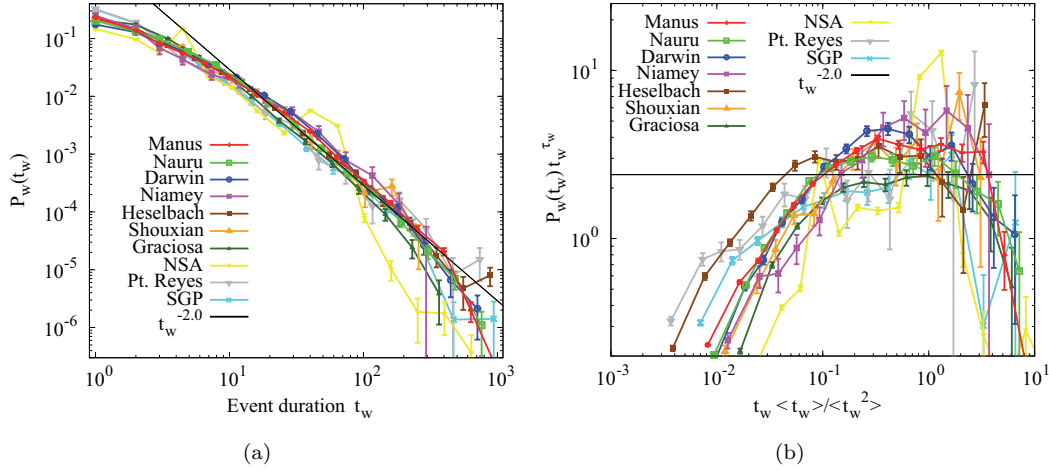 10^0
10^-1
10^-2
10^-3
10^-4
10^-5
10^-6
P_w(t_w)
Manus
Nauru
Darwin
Niamey
Heselbach
Shouxian
Graciosa
NSA
Pt. Reyes
SGP
t_w^-2.0
10^0 10^1 10^2 10^3
Event duration t_w
(a)
Manus
Nauru
Darwin
Niamey
Heselbach
Shouxian
Graciosa
NSA
Pt. Reyes
SGP
t_w^-2.0
10^1
10^0
P_w(t_w) t_w^τ_w
10^-3 10^-2 10^-1 10^0 10^1
t_w <t_w>/<t_w^2>
(b)